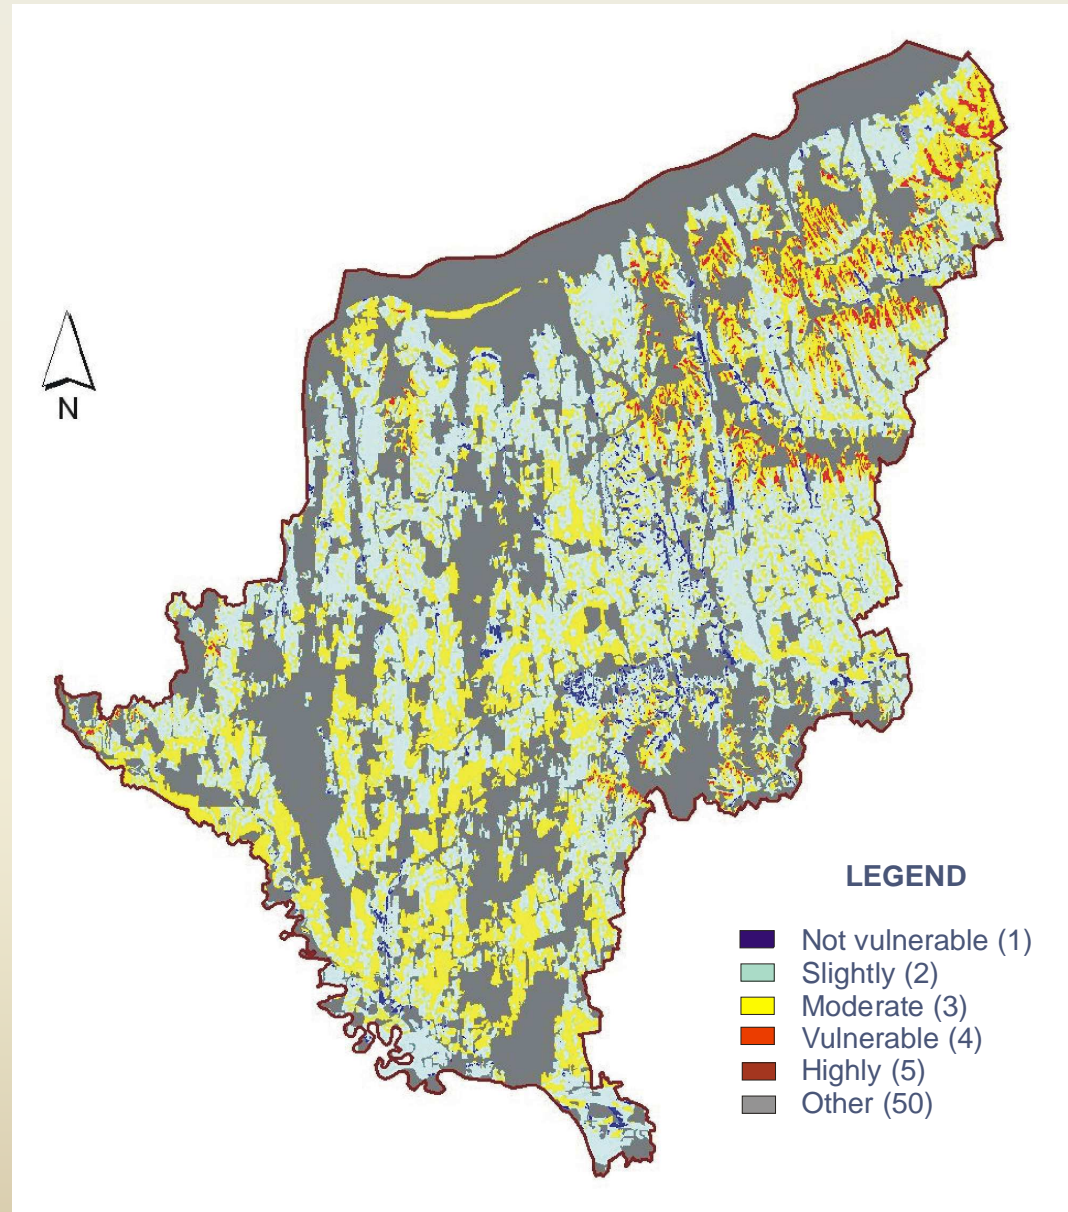 N
LEGEND
Not vulnerable (1)
Slightly (2)
Moderate (3)
Vulnerable (4)
Highly (5)
Other (50)